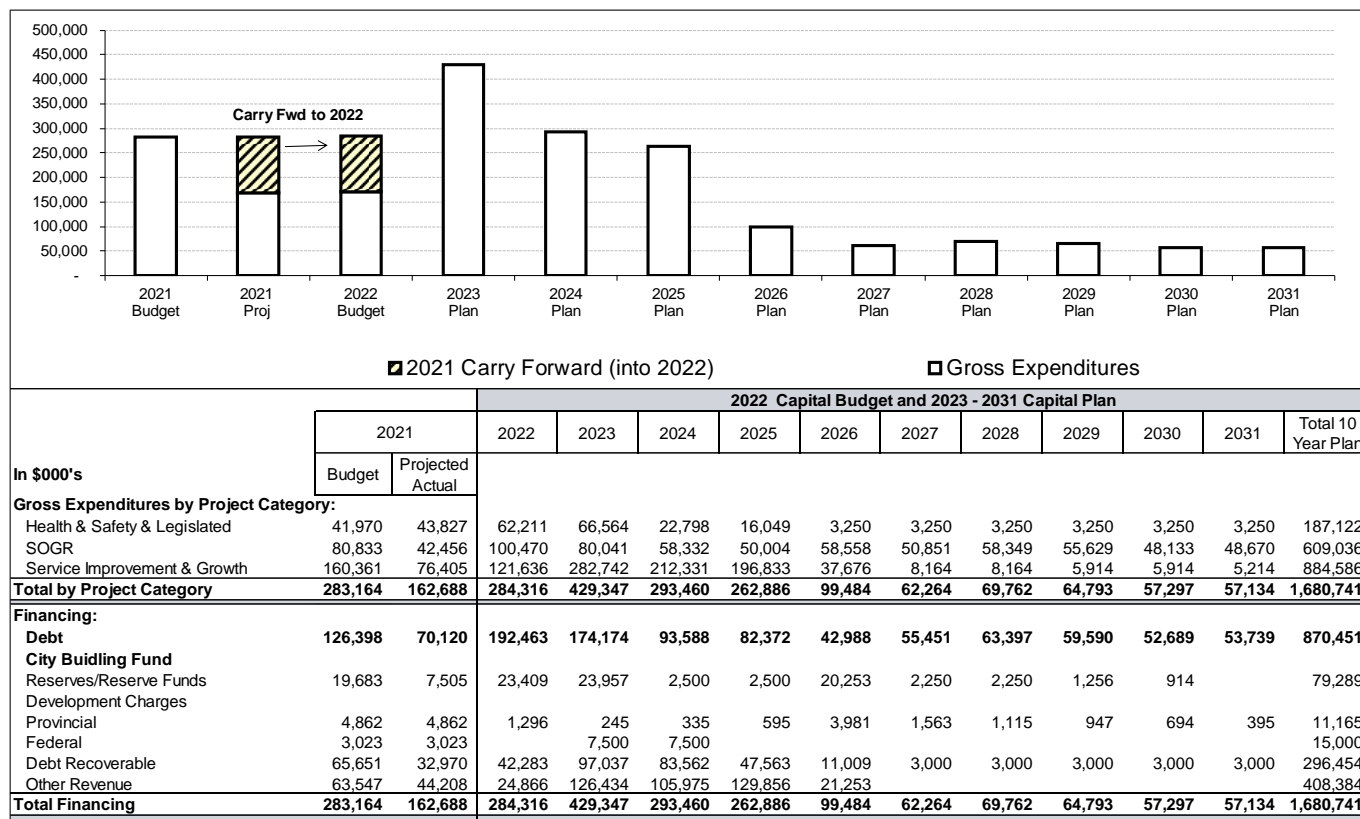 500,000
450,000
400,000
350,000
300,000
250,000
200,000
150,000
100,000
50,000
-
Carry Fwd to 2022
2021 Budget
2021 Proj
2022 Budget
2023 Plan
2024 Plan
2025 Plan
2026 Plan
2027 Plan
2028 Plan
2029 Plan
2030 Plan
2031 Plan
2021 Carry Forward (into 2022) Gross Expenditures
2022 Capital Budget and 2023 - 2031 Capital Plan
2021 2022 2023 2024 2025 2026 2027 2028 2029 2030 2031 Total 10 Year Plan
In $000's Budget Projected Actual
Gross Expenditures by Project Category:
Health & Safety & Legislated 41,970 43,827 62,211 66,564 22,798 16,049 3,250 3,250 3,250 3,250 3,250 3,250 187,122
SOGR 80,833 42,456 100,470 80,041 58,332 50,004 58,558 50,851 58,349 55,629 48,133 48,670 609,036
Service Improvement & Growth 160,361 76,405 121,636 282,742 212,331 196,833 37,676 8,164 8,164 5,914 5,914 5,214 884,586
Total by Project Category 283,164 162,688 284,316 429,347 293,460 262,886 99,484 62,264 69,762 64,793 57,297 57,134 1,680,741
Financing:
Debt 126,398 70,120 192,463 174,174 93,588 82,372 42,988 55,451 63,397 59,590 52,689 53,739 870,451
City Buidling Fund
Reserves/Reserve Funds 19,683 7,505 23,409 23,957 2,500 2,500 20,253 2,250 2,250 1,256 914 79,289
Development Charges
Provincial 4,862 4,862 1,296 245 335 595 3,981 1,563 1,115 947 694 395 11,165
Federal 3,023 3,023 7,500 7,500 15,000
Debt Recoverable 65,651 32,970 42,283 97,037 83,562 47,563 11,009 3,000 3,000 3,000 3,000 3,000 296,454
Other Revenue 63,547 44,208 24,866 126,434 105,975 129,856 21,253 408,384
Total Financing 283,164 162,688 284,316 429,347 293,460 262,886 99,484 62,264 69,762 64,793 57,297 57,134 1,680,741